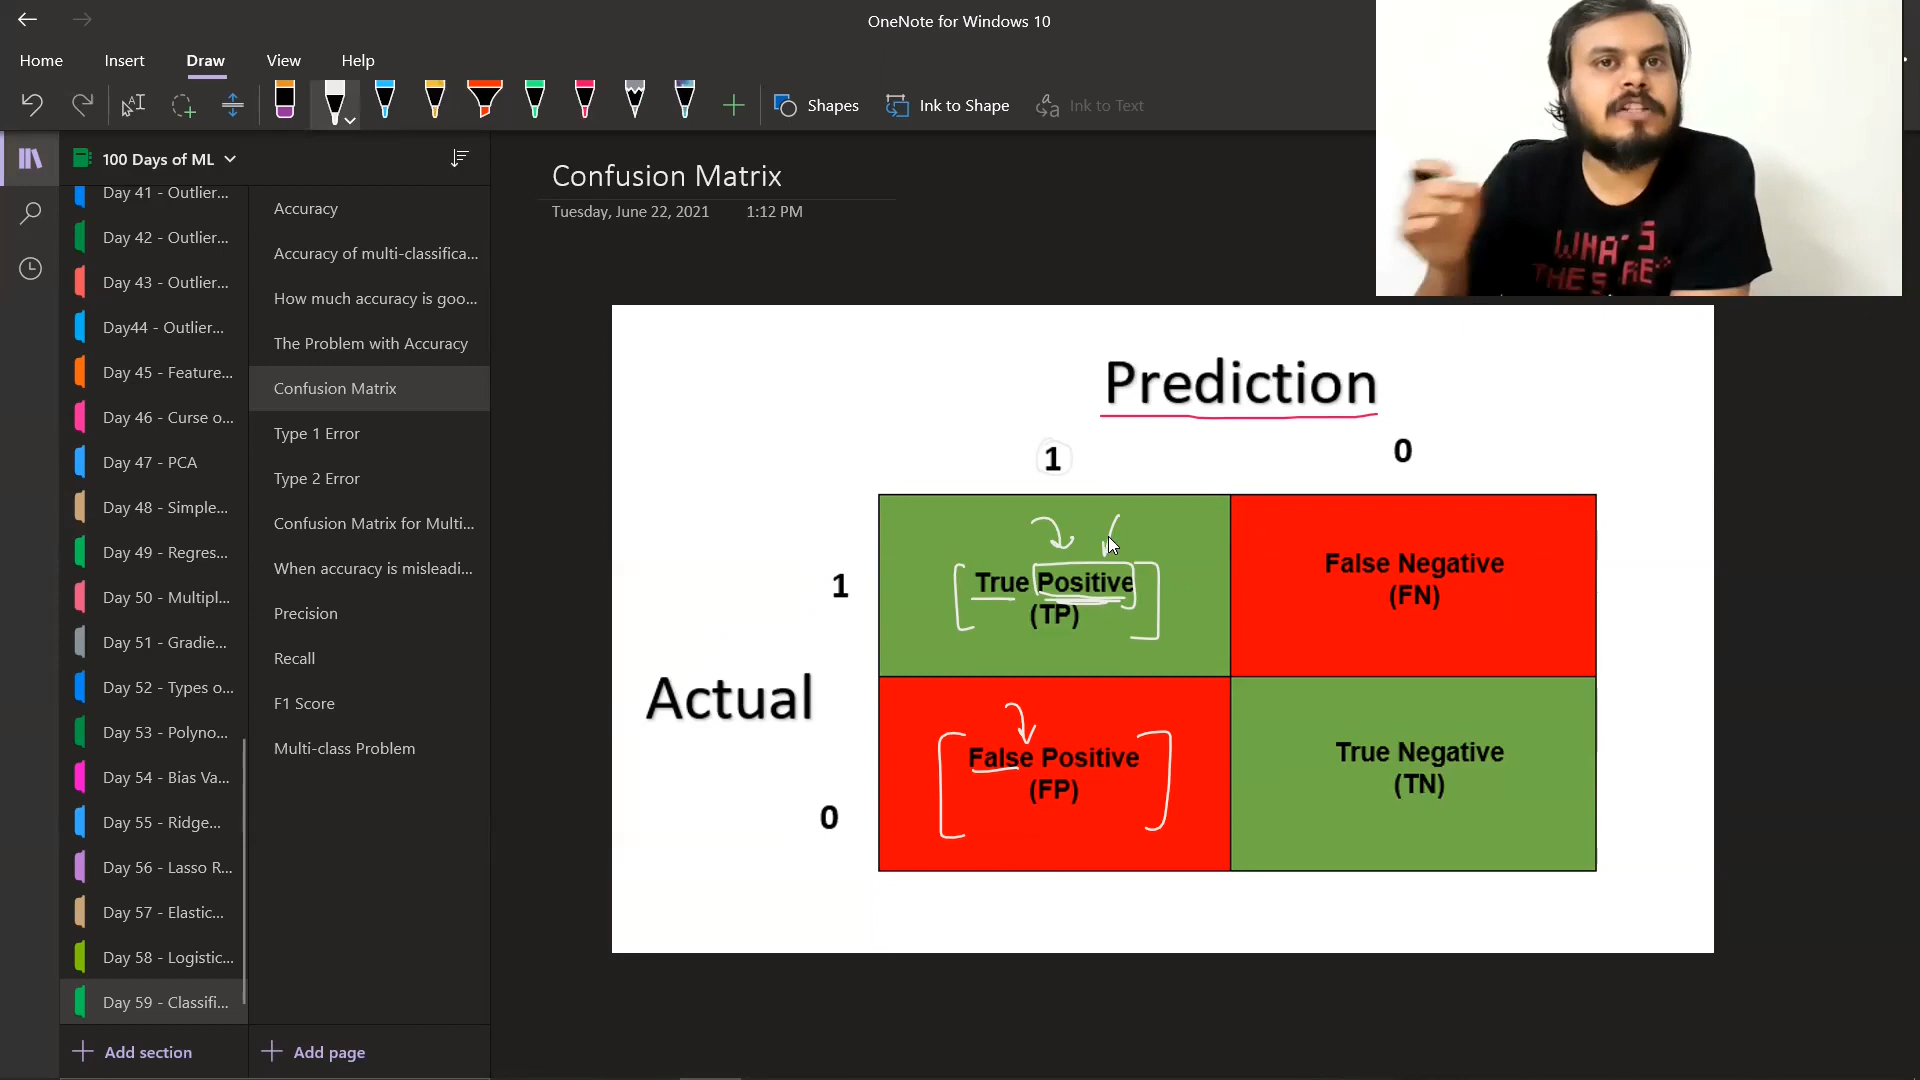 OneNote for Windows 10
Home Insert Draw View Help
Shapes Ink to Shape Ink to Text
100 Days of ML
Day 41 - Outlier...
Day 42 - Outlier...
Day 43 - Outlier...
Day44 - Outlier...
Day 45 - Feature...
Day 46 - Curse o...
Day 47 - PCA
Day 48 - Simple...
Day 49 - Regres...
Day 50 - Multipl...
Day 51 - Gradie...
Day 52 - Types o...
Day 53 - Polyno...
Day 54 - Bias Va...
Day 55 - Ridge...
Day 56 - Lasso R...
Day 57 - Elastic...
Day 58 - Logistic...
Day 59 - Classifi...
Add section
Accuracy
Accuracy of multi-classifica...
How much accuracy is goo...
The Problem with Accuracy
Confusion Matrix
Type 1 Error
Type 2 Error
Confusion Matrix for Multi...
When accuracy is misleadi...
Precision
Recall
F1 Score
Multi-class Problem
Add page
Confusion Matrix
Tuesday, June 22, 2021 1:12 PM
Prediction
1 0
1
True Positive
(TP)
False Negative
(FN)
Actual
0
False Positive
(FP)
True Negative
(TN)